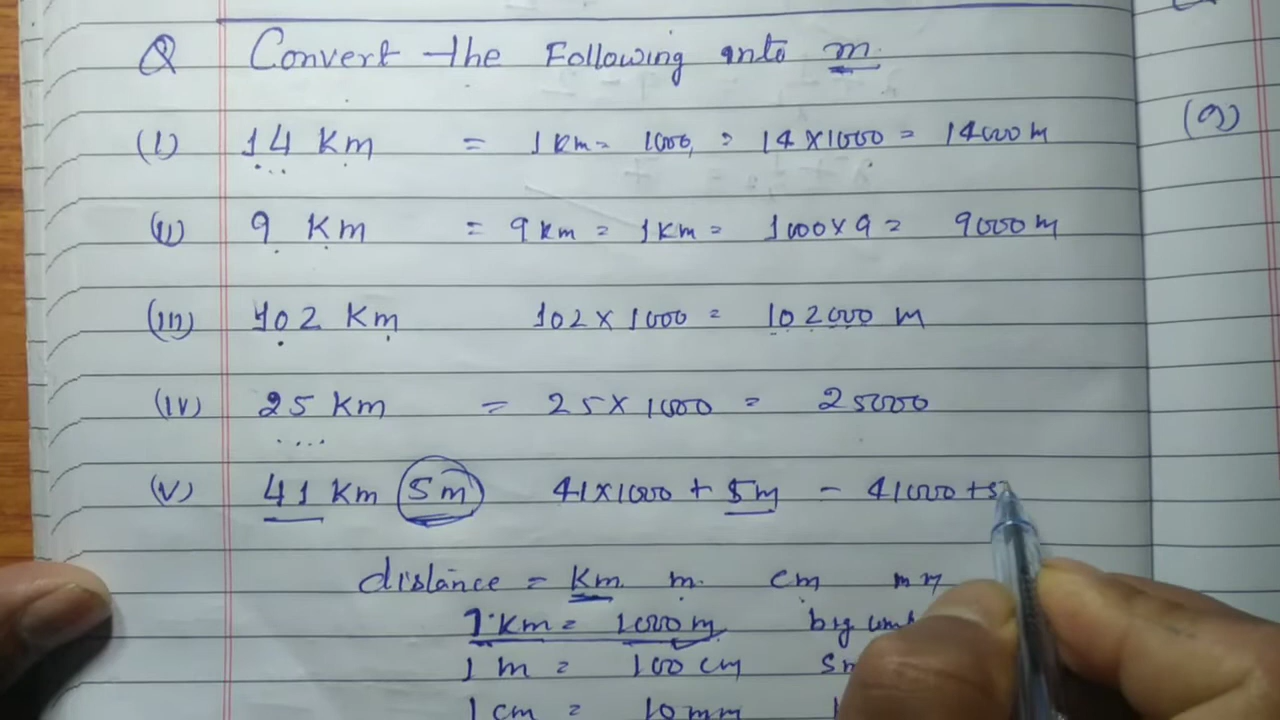 Q Convert the Following into m.
(I) 14 Km = 1 Km = 1000, = 14 × 1000 = 14000 m
(II) 9 Km = 9 km = 1 Km = 1000 × 9 = 9000 m
(III) 102 Km 102 × 1000 = 102000 m
(IV) 25 Km = 25 × 1000 = 25000
(V) 41 Km 5m 41×1000 + 5m - 41000 +5
distance = Km m. cm mm
1 Km = 1000 m big
1 m = 100 cm
1 cm = 10 mm